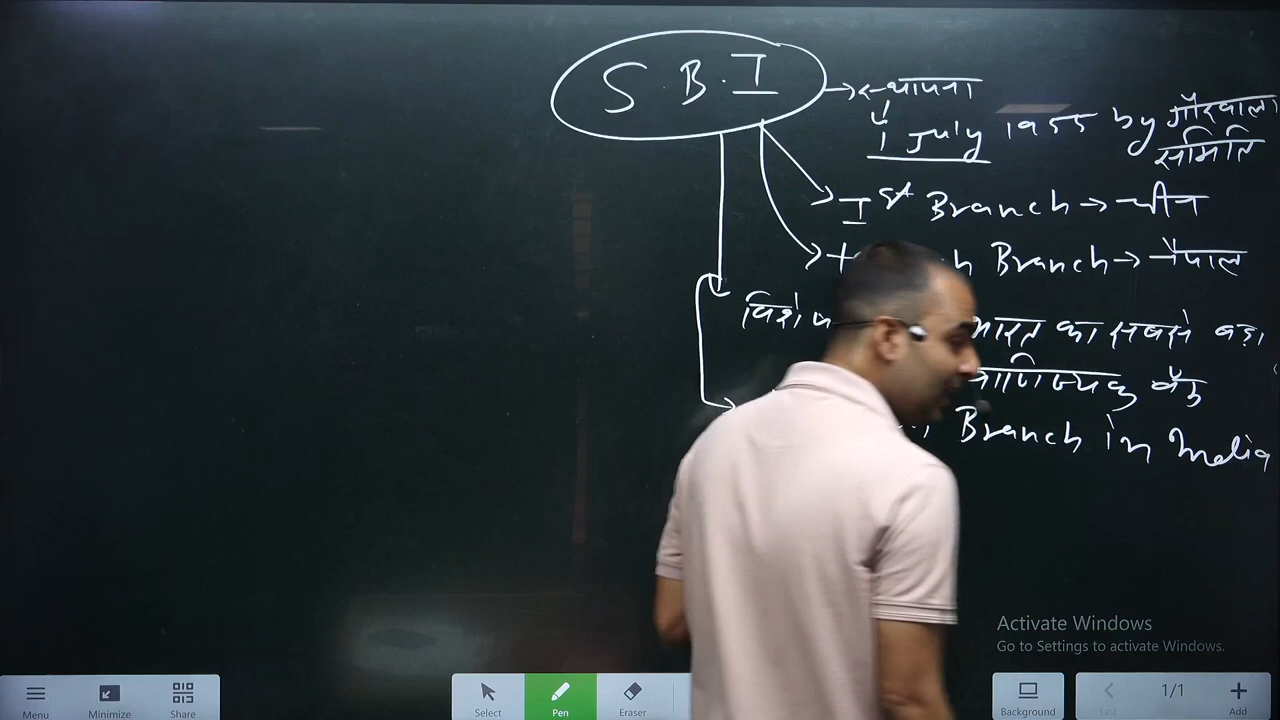 S.B.I
→ स्थापना
1 July 1955 by गोरवाला समिति
Ist Branch → चीन
Branch → नेपाल
भारत का सबसे बड़ा
वाणिज्यिक बैंक
Branch in India
Activate Windows
Go to Settings to activate Windows.
Menu
Minimize
Share
Select
Pen
Eraser
Background
Last
1/1
Add